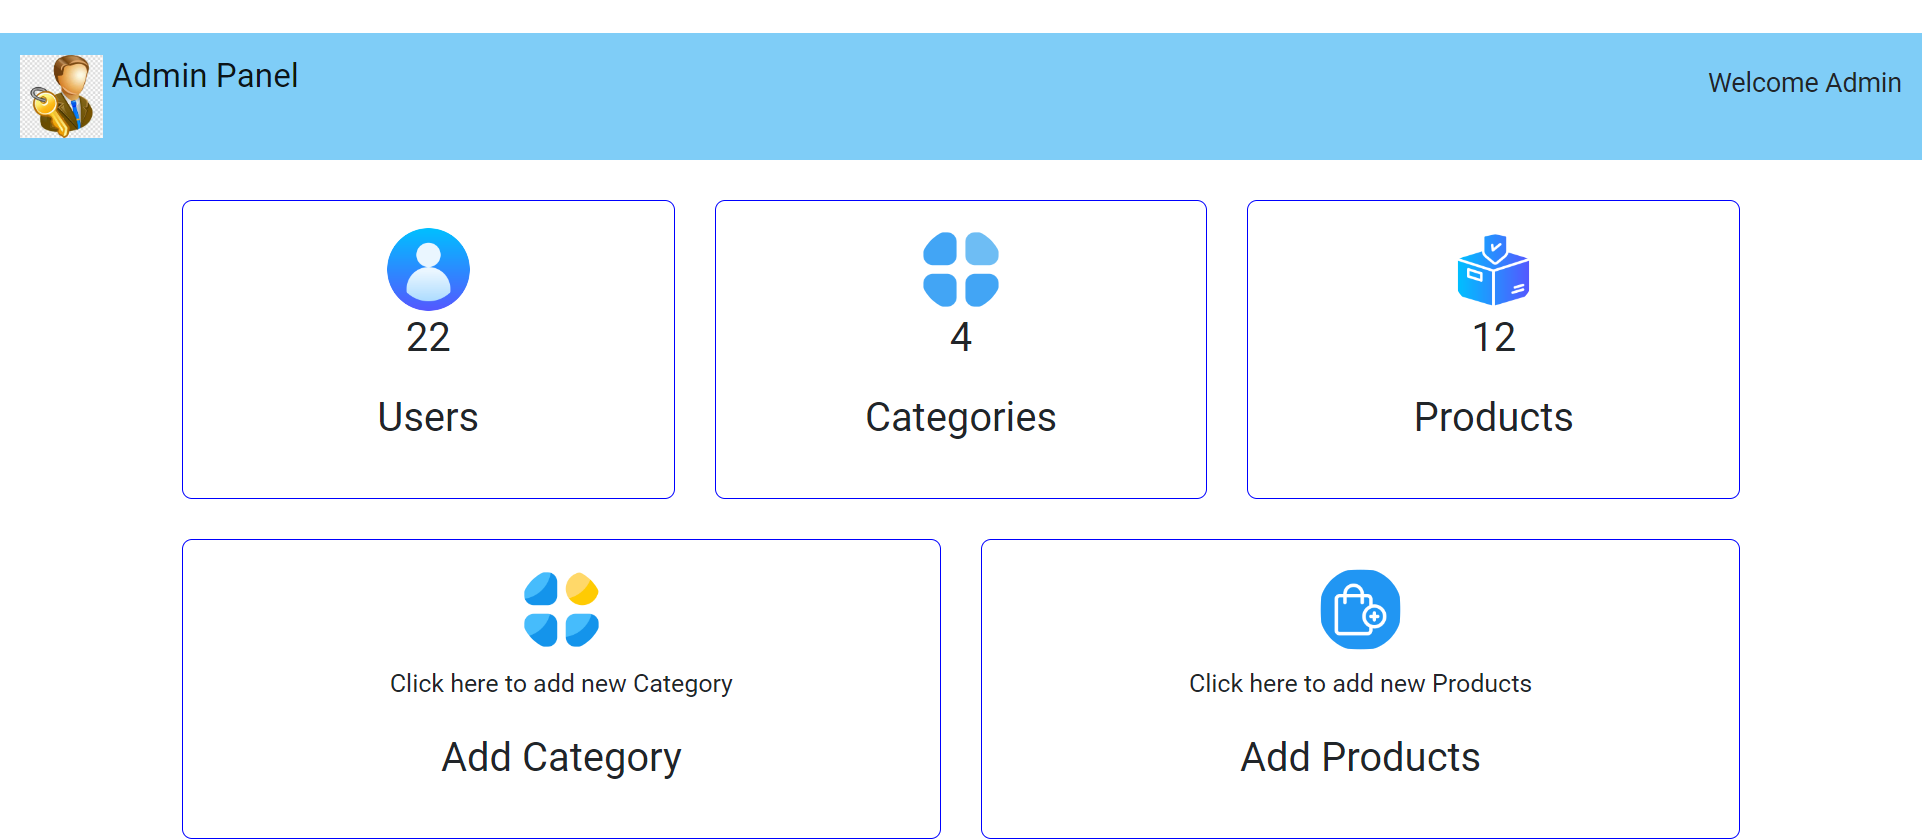 Admin Panel
Welcome Admin
22
Users
4
Categories
12
Products
Click here to add new Category
Add Category
Click here to add new Products
Add Products